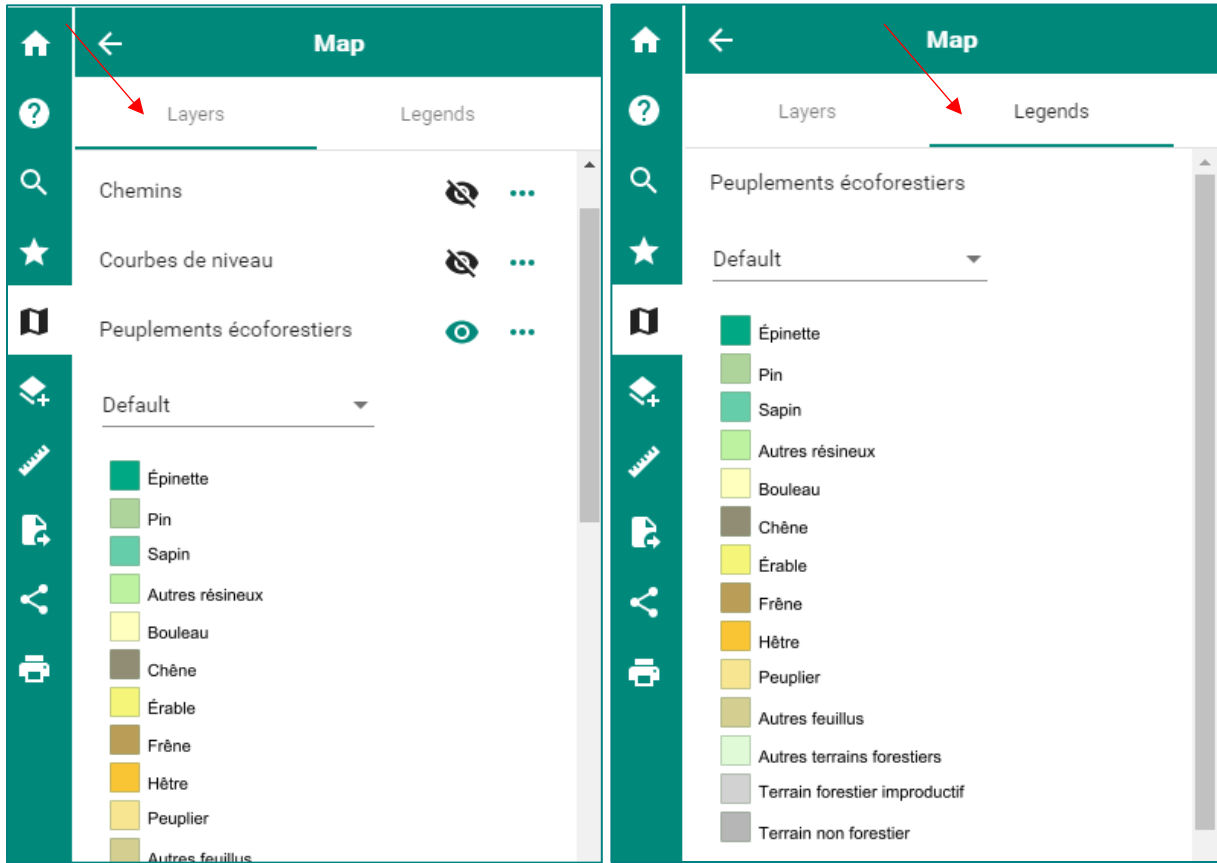 Map
Layers Legends
Chemins
Courbes de niveau
Peuplements écoforestiers
Default
Épinette
Pin
Sapin
Autres résineux
Bouleau
Chêne
Érable
Frêne
Hêtre
Peuplier
Autres feuillus
Map
Layers Legends
Peuplements écoforestiers
Default
Épinette
Pin
Sapin
Autres résineux
Bouleau
Chêne
Érable
Frêne
Hêtre
Peuplier
Autres feuillus
Autres terrains forestiers
Terrain forestier improductif
Terrain non forestier